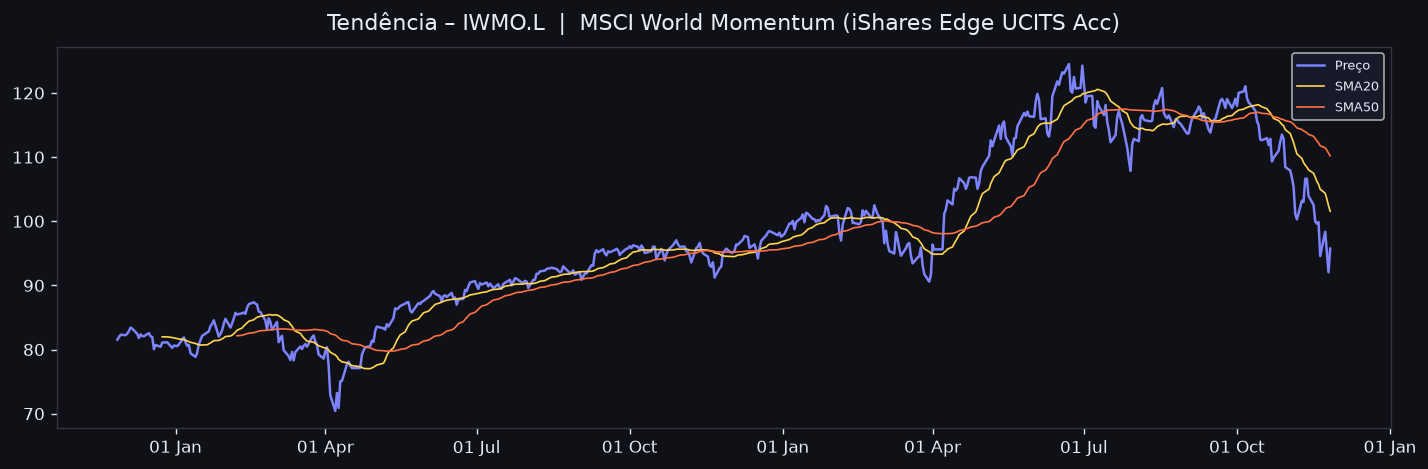 Tendência – IWMO.L | MSCI World Momentum (iShares Edge UCITS Acc)
Preço
SMA20
SMA50
120
110
100
90
80
70
01 Jan
01 Apr
01 Jul
01 Oct
01 Jan
01 Apr
01 Jul
01 Oct
01 Jan